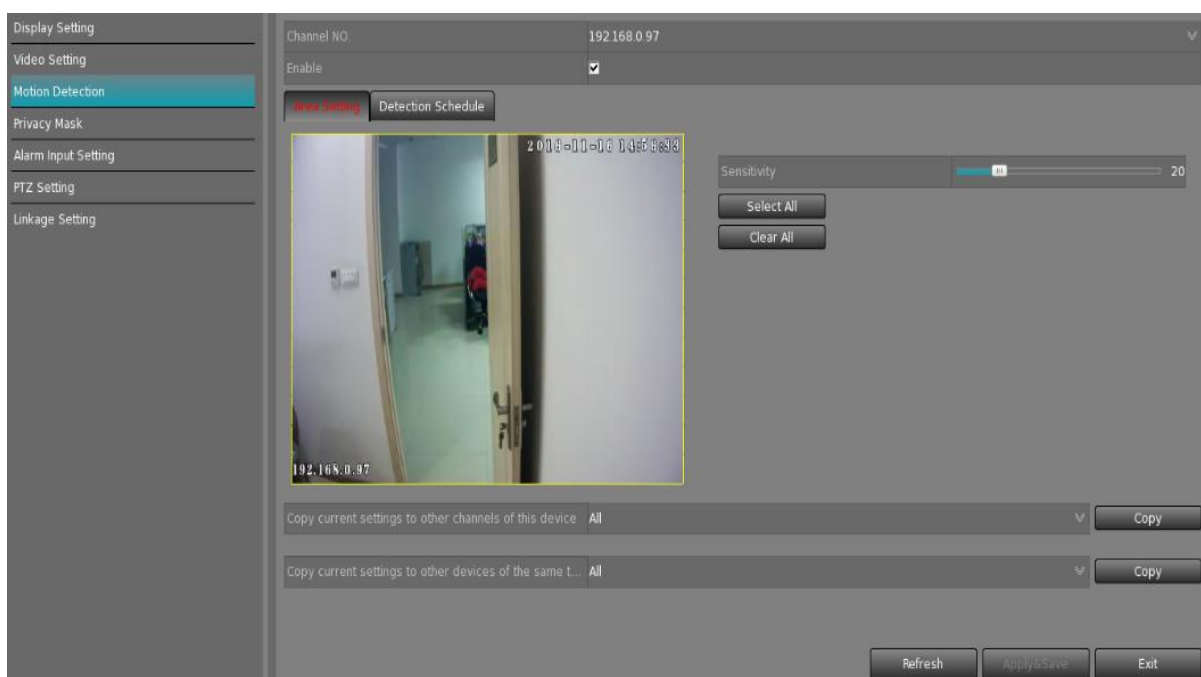 Display Setting
Video Setting
Motion Detection
Privacy Mask
Alarm Input Setting
PTZ Setting
Linkage Setting
Channel NO. 192.168.0.97
Enable
Area Setting Detection Schedule
192.168.0.97
Sensitivity 20
Select All
Clear All
Copy current settings to other channels of this device All Copy
Copy current settings to other devices of the same t... All Copy
Refresh Apply&Save Exit